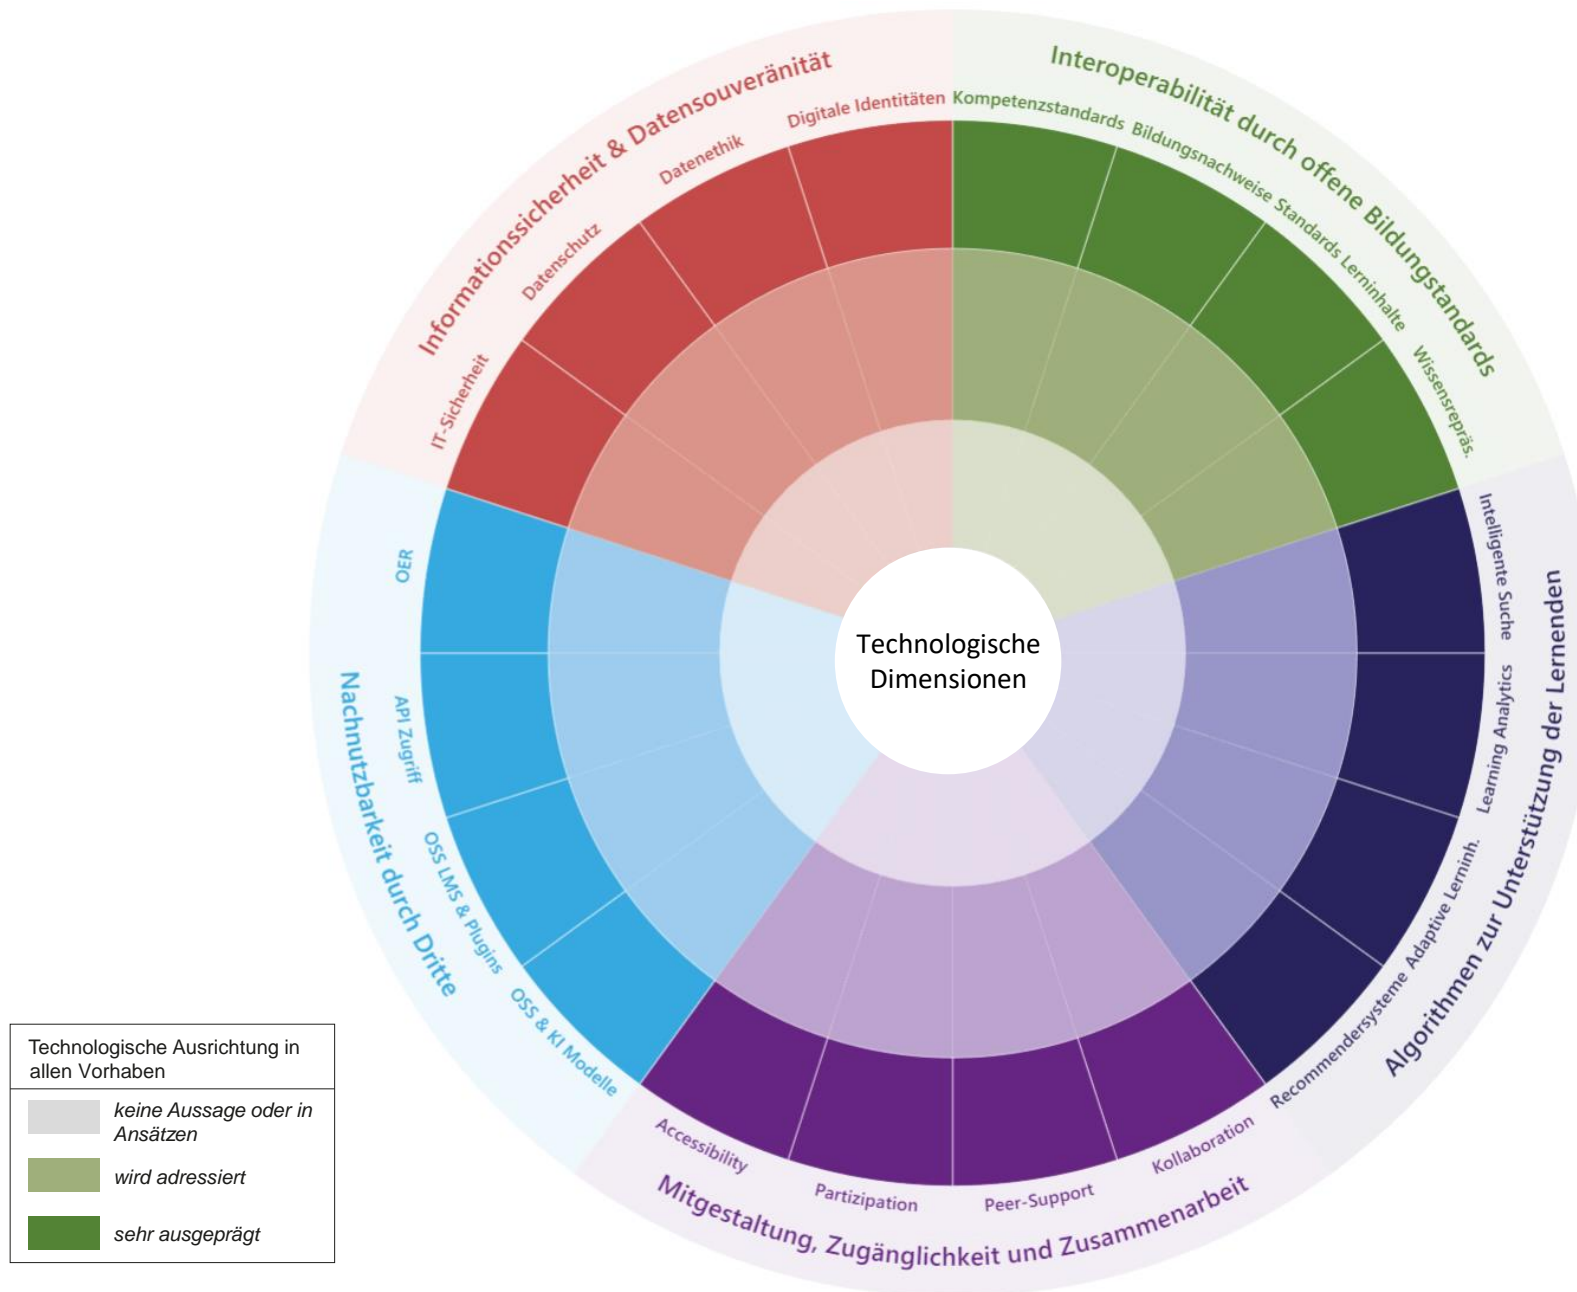 Informationssicherheit & Datensouveränität
IT-Sicherheit
Datenschutz
Datenethik
Digitale Identitäten
Interoperabilität durch offene Bildungstandards
Kompetenzstandards
Bildungsnachweise
Standards Lerninhalte
Wissensrepräs.
Algorithmen zur Unterstützung der Lernenden
Intelligente Suche
Learning Analytics
Adaptive Lerninh.
Recommendersysteme
Mitgestaltung, Zugänglichkeit und Zusammenarbeit
Kollaboration
Peer-Support
Partizipation
Accessibility
Nachnutzbarkeit durch Dritte
OSS & KI Modelle
OSS LMS & Plugins
API Zugriff
OER
Technologische
Dimensionen
Technologische Ausrichtung in
allen Vorhaben
keine Aussage oder in
Ansätzen
wird adressiert
sehr ausgeprägt